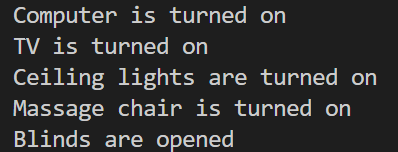 Computer is turned on
TV is turned on
Ceiling lights are turned on
Massage chair is turned on
Blinds are opened